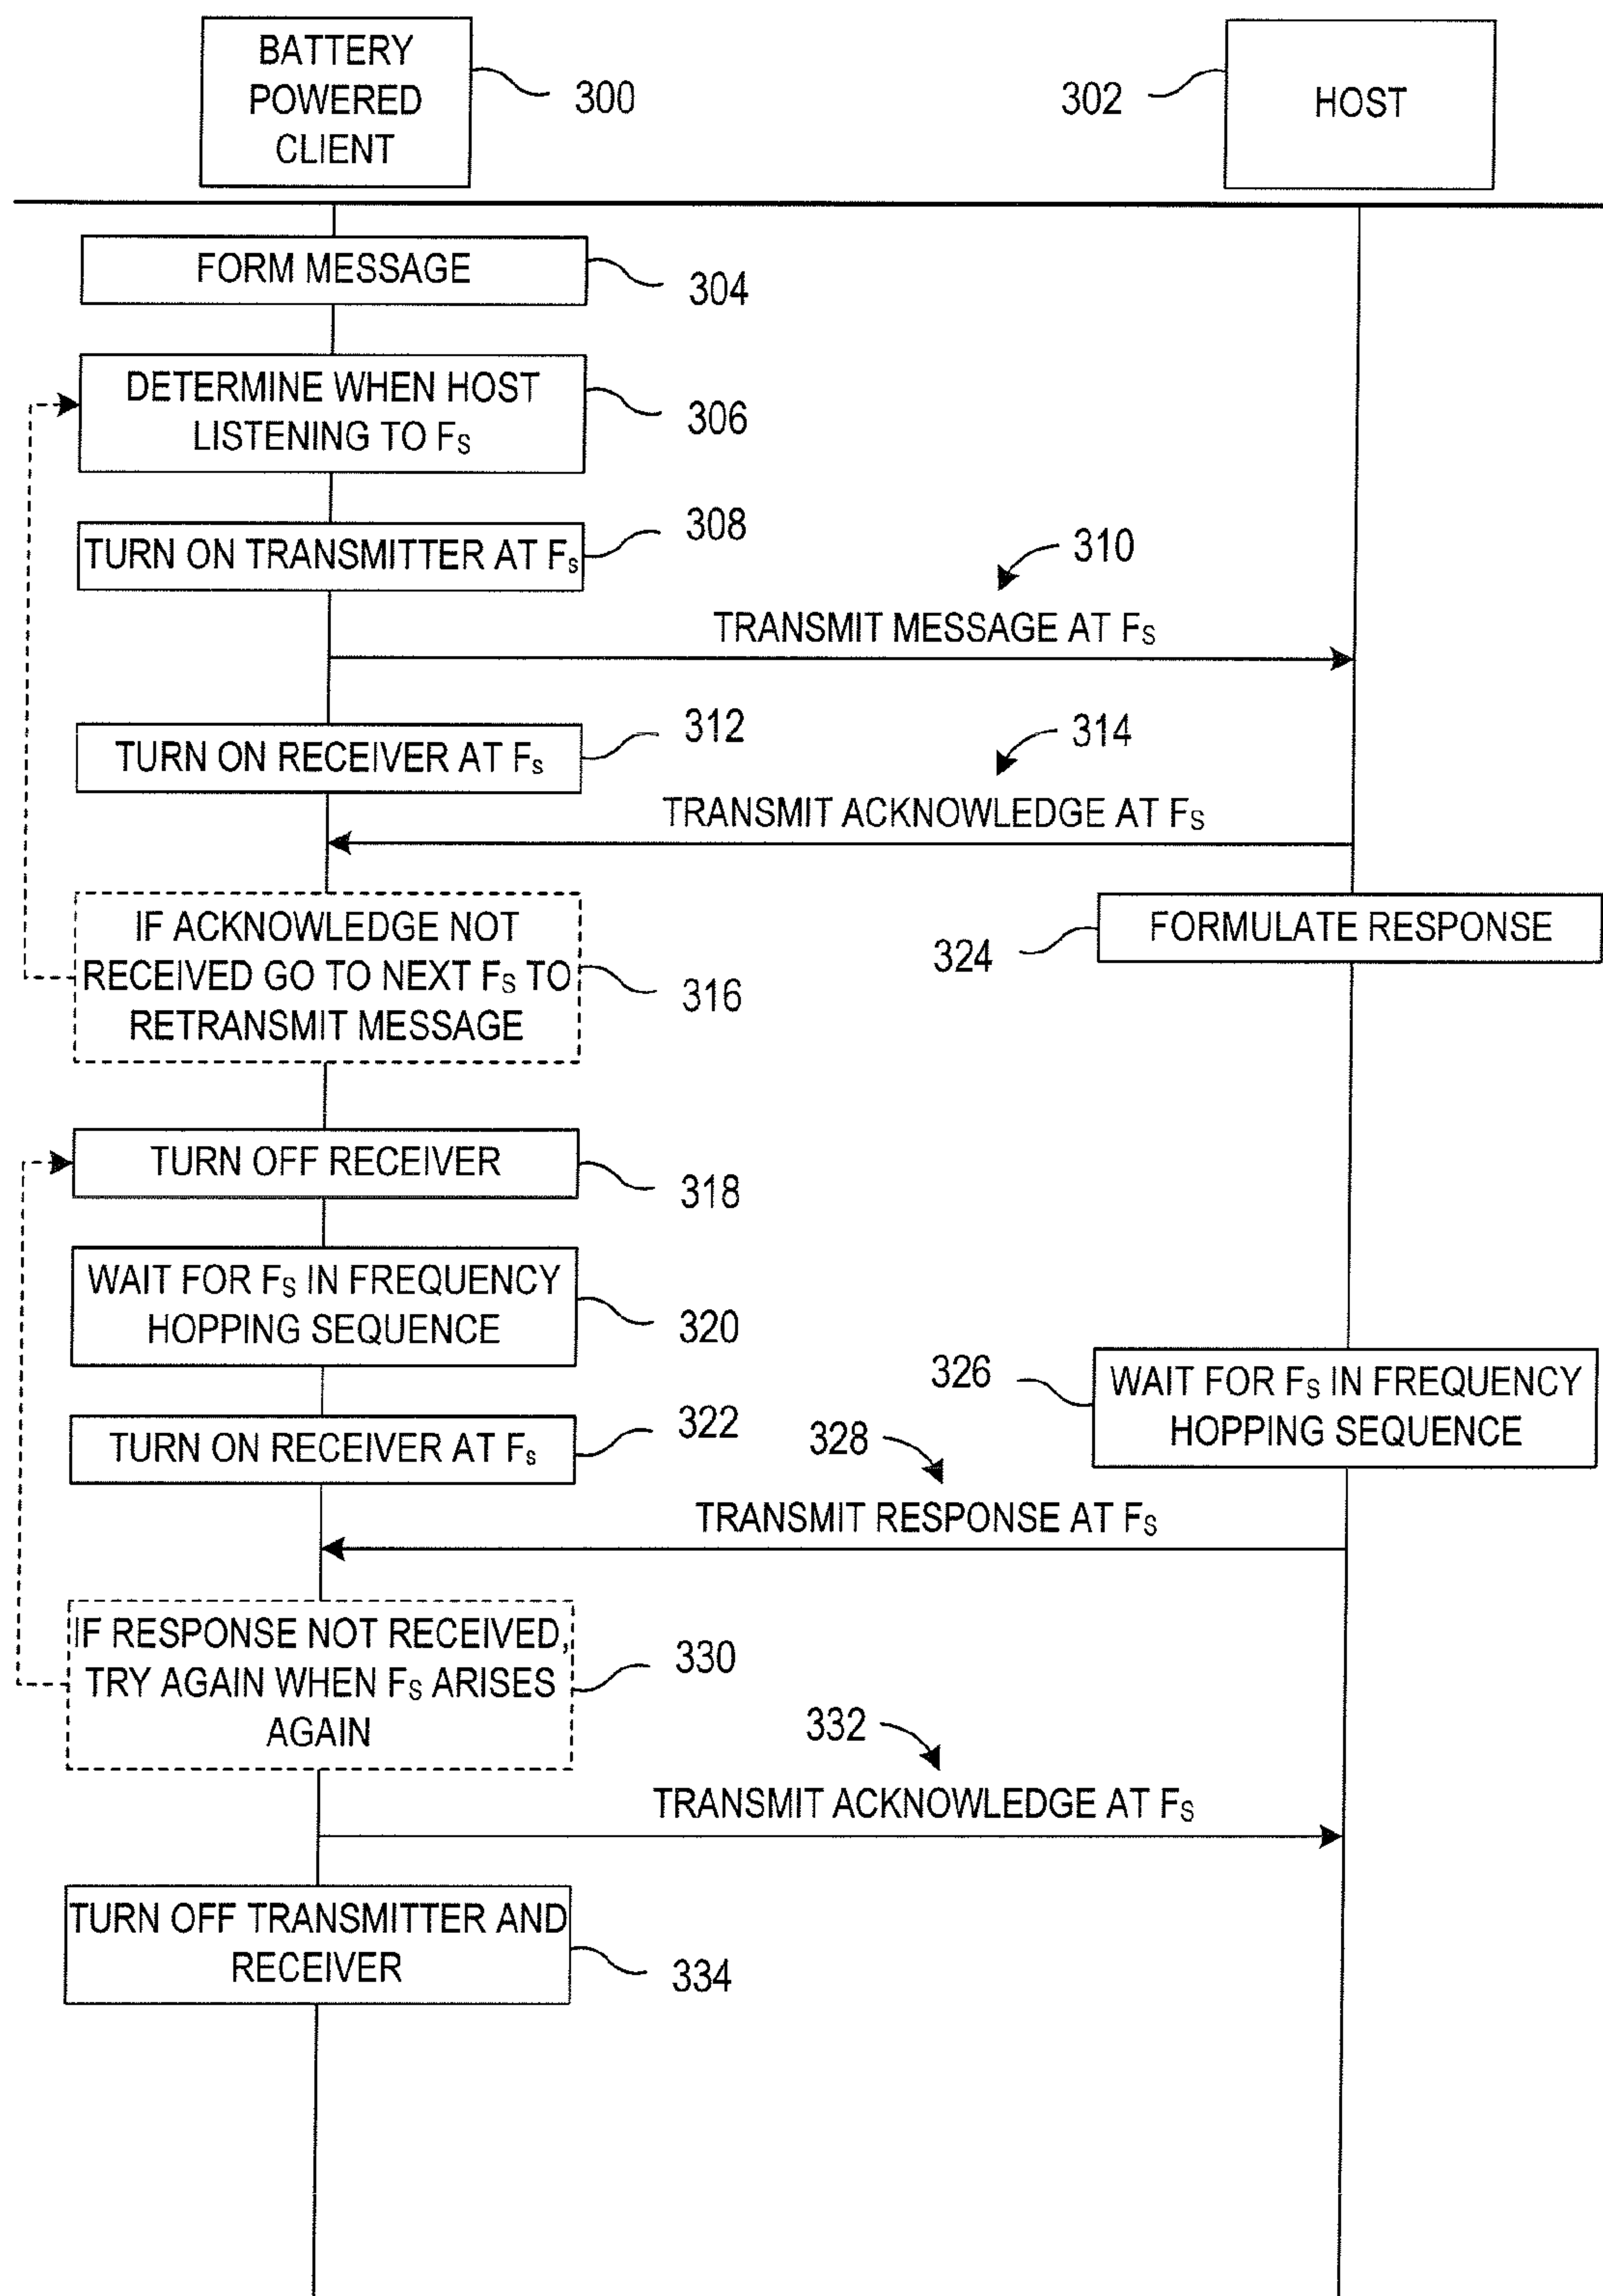 BATTERY
POWERED
CLIENT
300
302
HOST
FORM MESSAGE
304
DETERMINE WHEN HOST
LISTENING TO FS
306
308
TURN ON TRANSMITTER AT Fs
310
TRANSMIT MESSAGE AT FS
312
TURN ON RECEIVER AT Fs
314
TRANSMIT ACKNOWLEDGE AT FS
IF ACKNOWLEDGE NOT
RECEIVED GO TO NEXT FS TO
RETRANSMIT MESSAGE
316
FORMULATE RESPONSE
324
TURN OFF RECEIVER
318
WAIT FOR FS IN FREQUENCY
HOPPING SEQUENCE
320
326
WAIT FOR FS IN FREQUENCY
HOPPING SEQUENCE
322
TURN ON RECEIVER AT Fs
328
TRANSMIT RESPONSE AT FS
IF RESPONSE NOT RECEIVED,
TRY AGAIN WHEN FS ARISES
AGAIN
330
332
TRANSMIT ACKNOWLEDGE AT FS
TURN OFF TRANSMITTER AND
RECEIVER
334